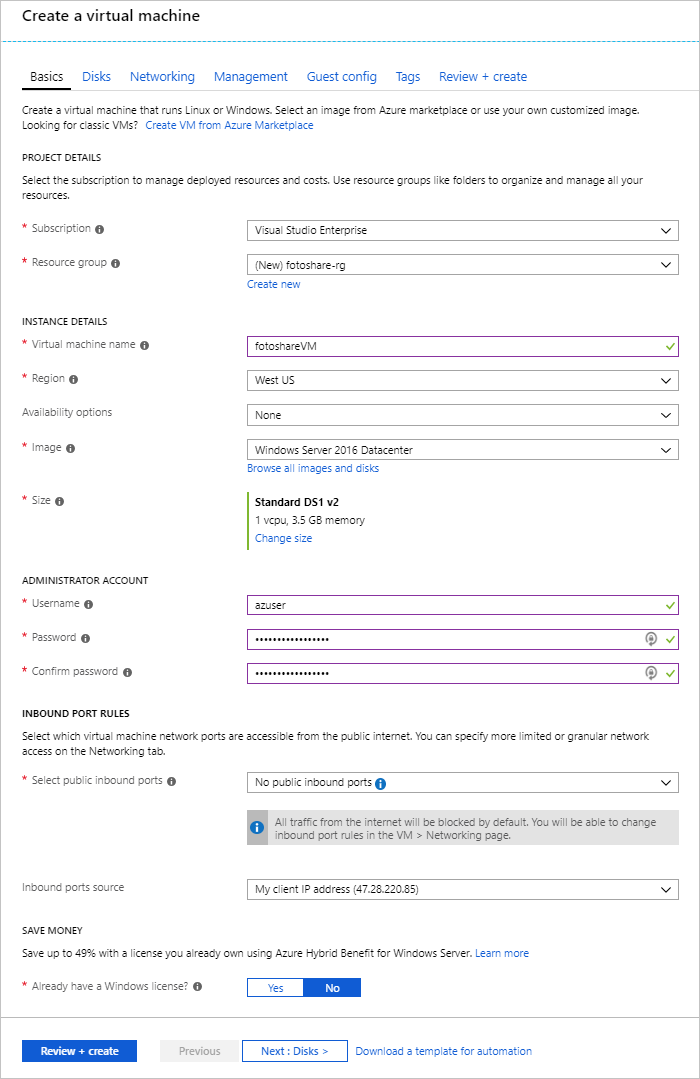 Create a virtual machine
Basics Disks Networking Management Guest config Tags Review + create
Create a virtual machine that runs Linux or Windows. Select an image from Azure marketplace or use your own customized image.
Looking for classic VMs? Create VM from Azure Marketplace
PROJECT DETAILS
Select the subscription to manage deployed resources and costs. Use resource groups like folders to organize and manage all your
resources.
* Subscription Visual Studio Enterprise
* Resource group (New) fotoshare-rg
Create new
INSTANCE DETAILS
* Virtual machine name fotoshareVM
* Region West US
Availability options None
* Image Windows Server 2016 Datacenter
Browse all images and disks
* Size Standard DS1 v2
1 vcpu, 3.5 GB memory
Change size
ADMINISTRATOR ACCOUNT
* Username azuser
* Password •••••••••••••••••
* Confirm password •••••••••••••••••
INBOUND PORT RULES
Select which virtual machine network ports are accessible from the public internet. You can specify more limited or granular network
access on the Networking tab.
* Select public inbound ports No public inbound ports
All traffic from the internet will be blocked by default. You will be able to change
inbound port rules in the VM > Networking page.
Inbound ports source My client IP address (47.28.220.85)
SAVE MONEY
Save up to 49% with a license you already own using Azure Hybrid Benefit for Windows Server. Learn more
* Already have a Windows license? Yes No
Review + create Previous Next : Disks > Download a template for automation